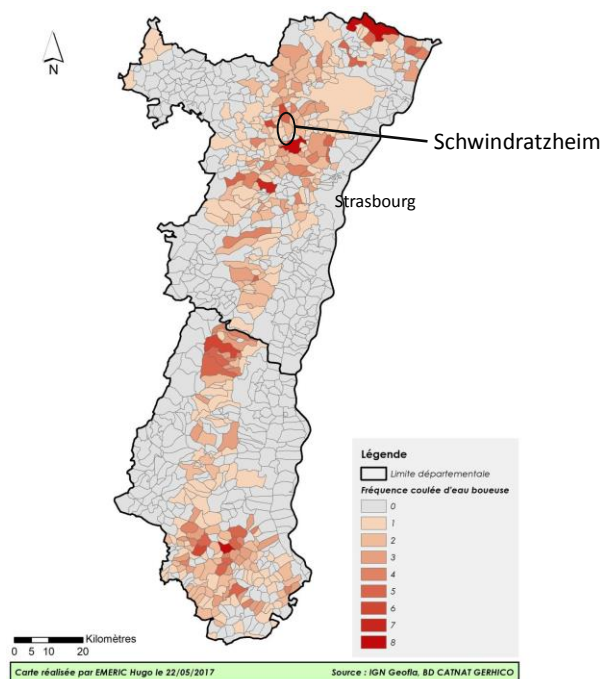 N
Schwindratzheim
Strasbourg
Légende
Limite départementale
Fréquence coulée d'eau boueuse
0
1
2
3
4
5
6
7
8
Kilomètres
0 5 10 20
Carte réalisée par EMERIC Hugo le 22/05/2017
Source : IGN Geofla, BD CATNAT GERHICO